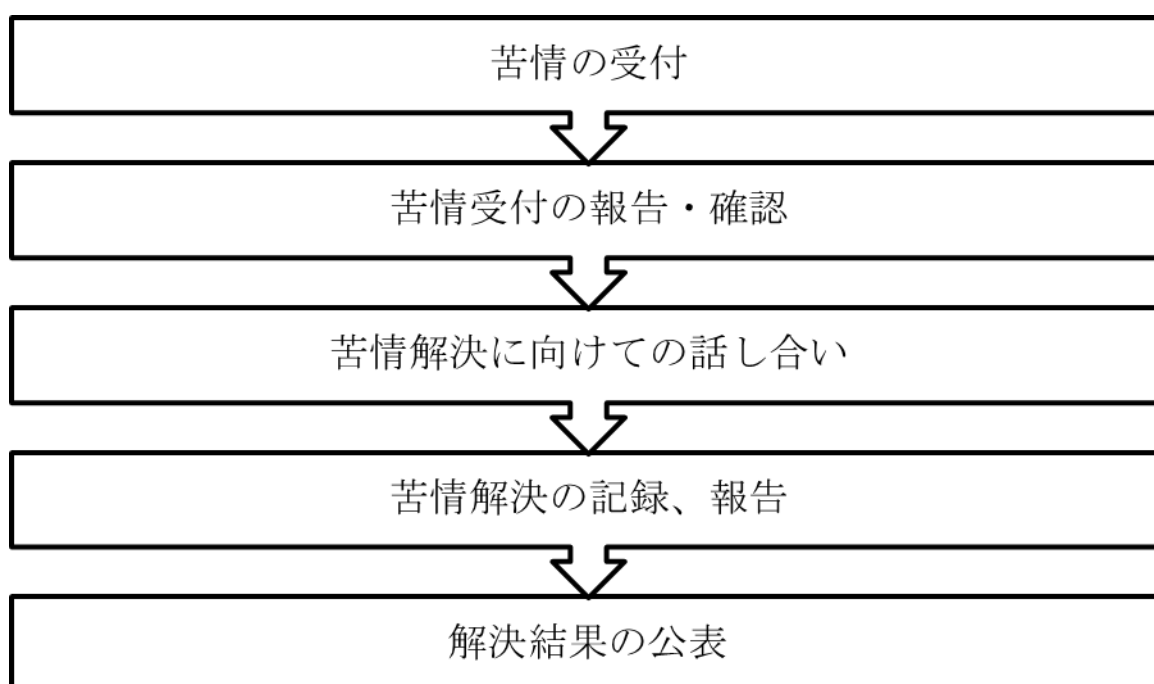 苦情の受付
苦情受付の報告・確認
苦情解決に向けての話し合い
苦情解決の記録、報告
解決結果の公表